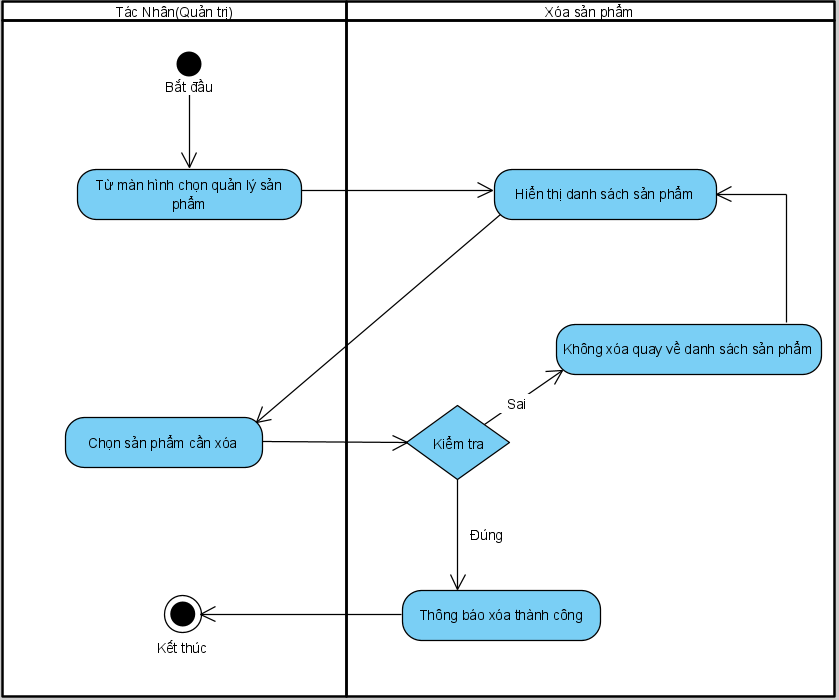 Tác Nhân(Quản trị)
Xóa sản phẩm
Bắt đầu
Từ màn hình chọn quản lý sản
phẩm
Hiển thị danh sách sản phẩm
Không xóa quay về danh sách sản phẩm
Sai
Chọn sản phẩm cần xóa
Kiểm tra
Đúng
Thông báo xóa thành công
Kết thúc